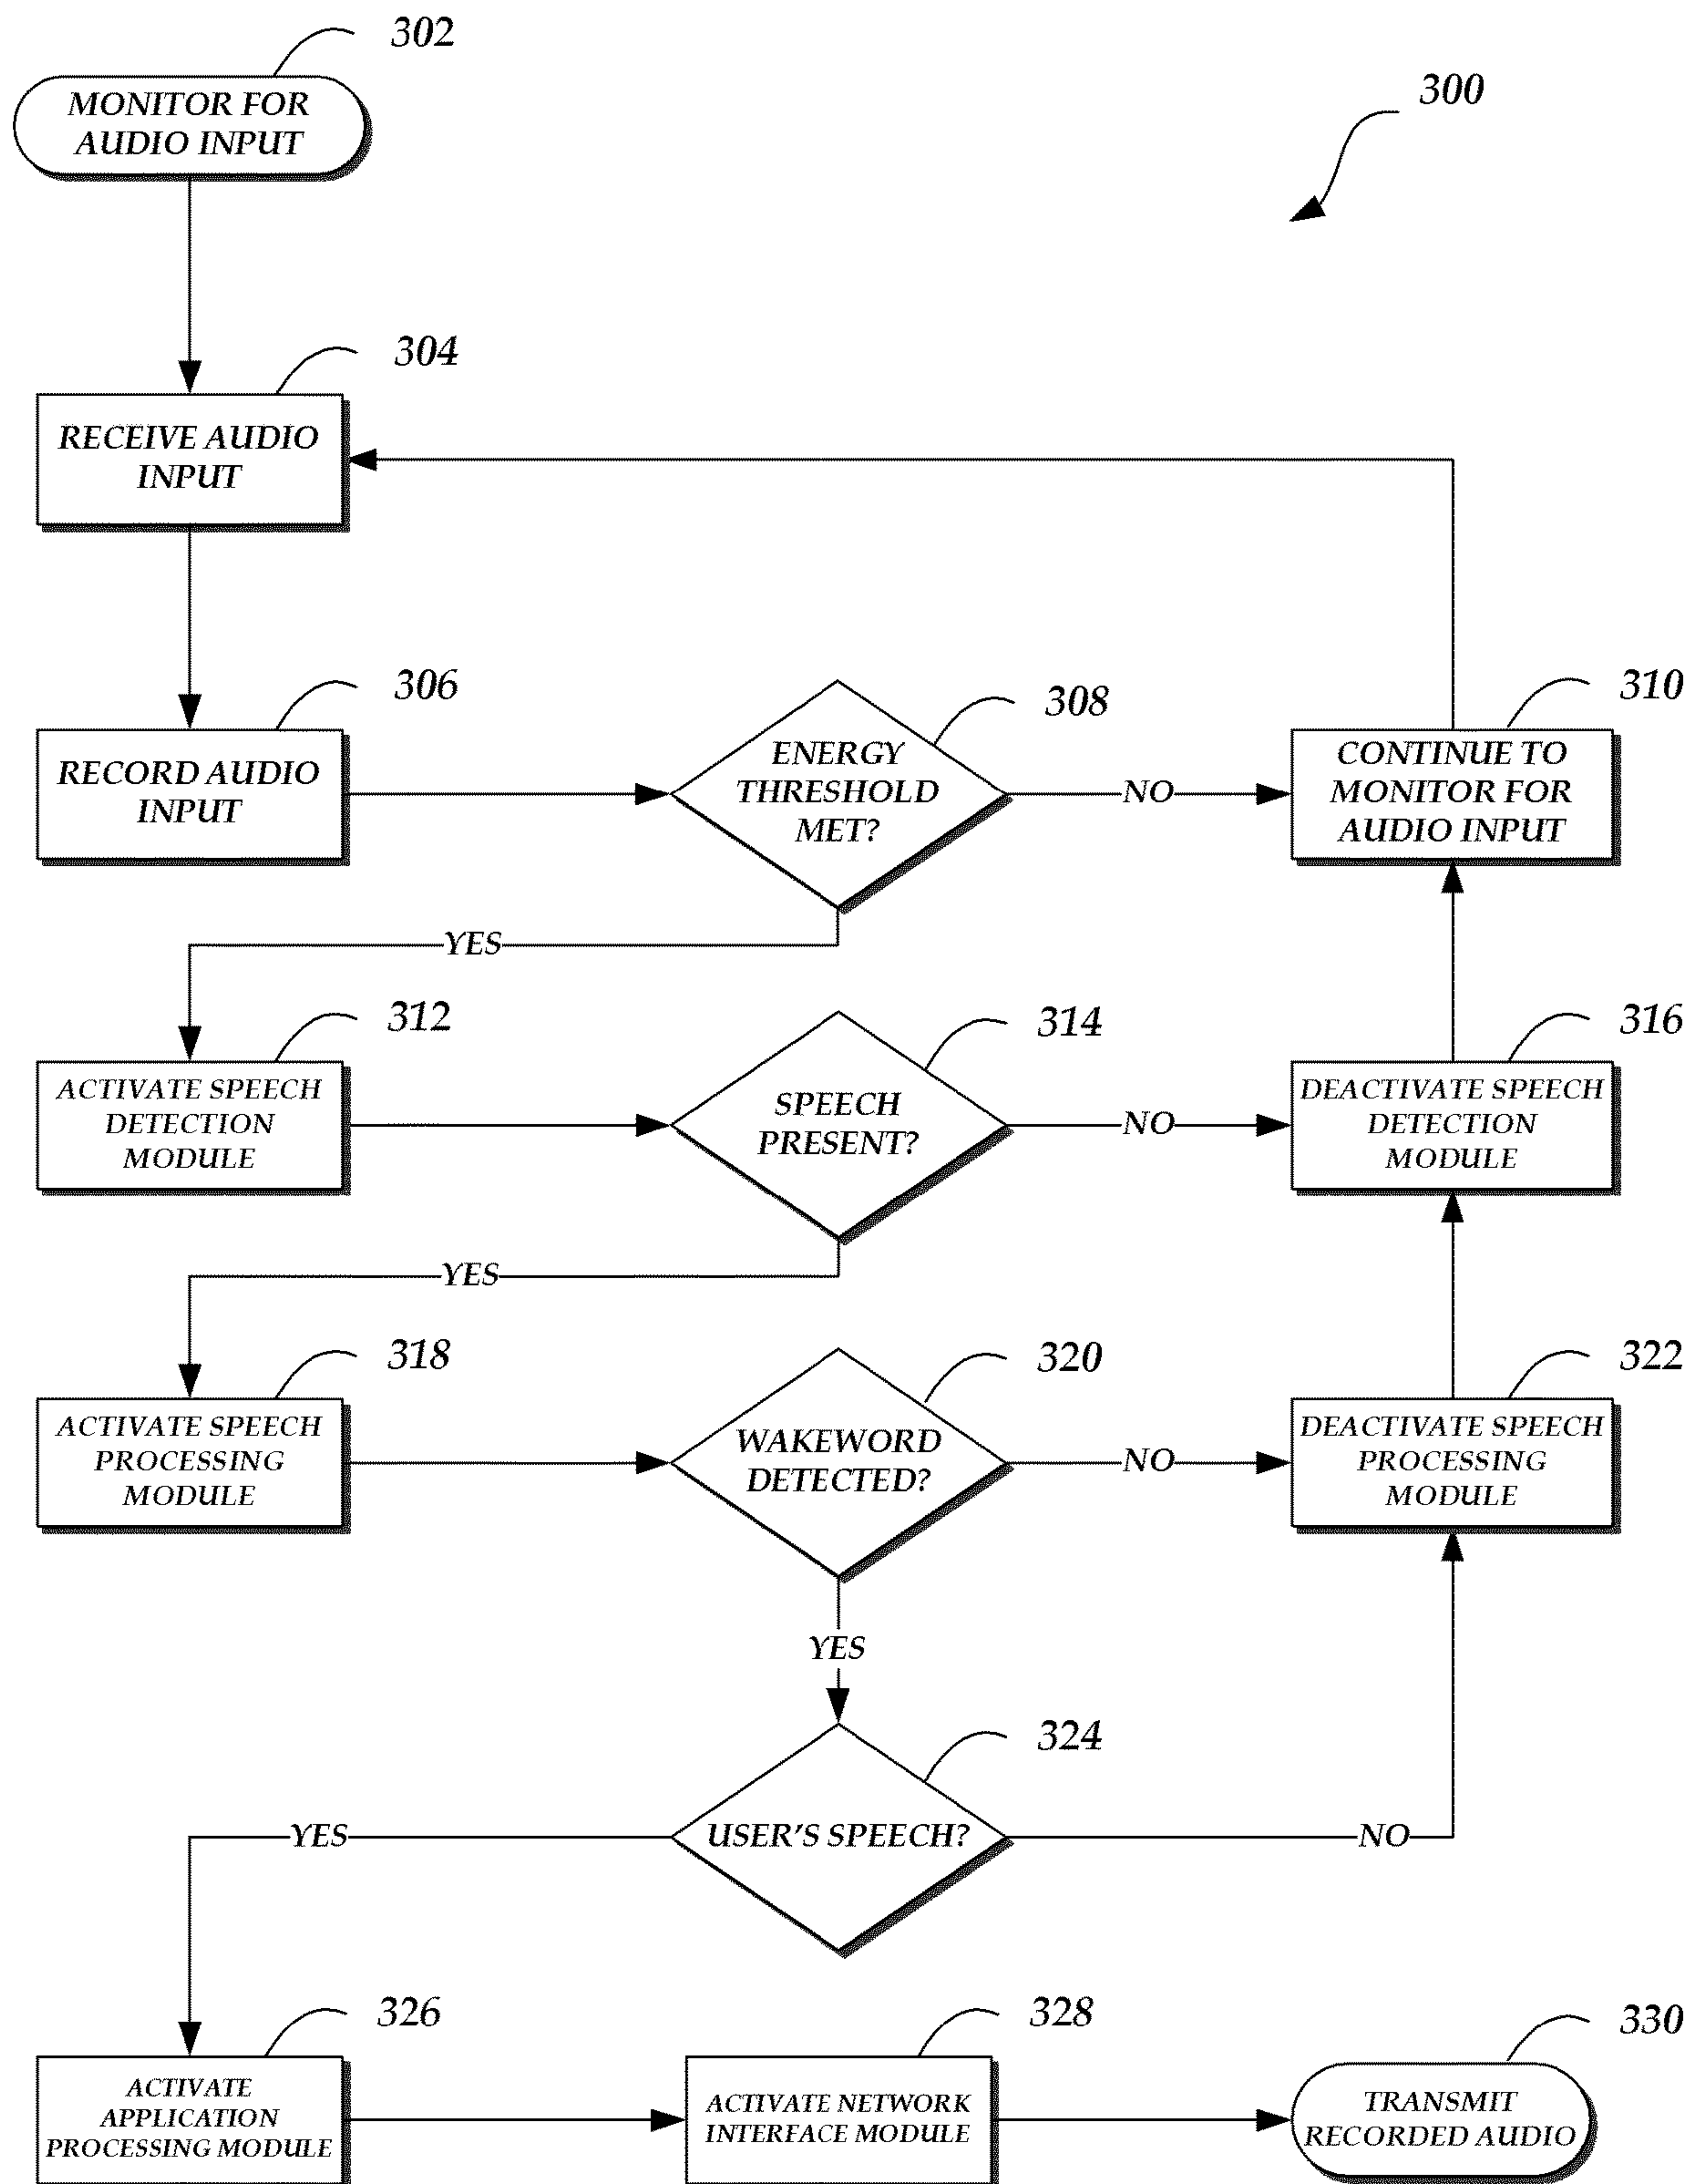 302
MONITOR FOR
AUDIO INPUT
300
304
RECEIVE AUDIO
INPUT
306
RECORD AUDIO
INPUT
308
ENERGY
THRESHOLD
MET?
NO
310
CONTINUE TO
MONITOR FOR
AUDIO INPUT
YES
312
ACTIVATE SPEECH
DETECTION
MODULE
314
SPEECH
PRESENT?
NO
316
DEACTIVATE SPEECH
DETECTION
MODULE
YES
318
ACTIVATE SPEECH
PROCESSING
MODULE
320
WAKEWORD
DETECTED?
NO
322
DEACTIVATE SPEECH
PROCESSING
MODULE
YES
324
USER'S SPEECH?
YES
NO
326
ACTIVATE
APPLICATION
PROCESSING MODULE
328
ACTIVATE NETWORK
INTERFACE MODULE
330
TRANSMIT
RECORDED AUDIO